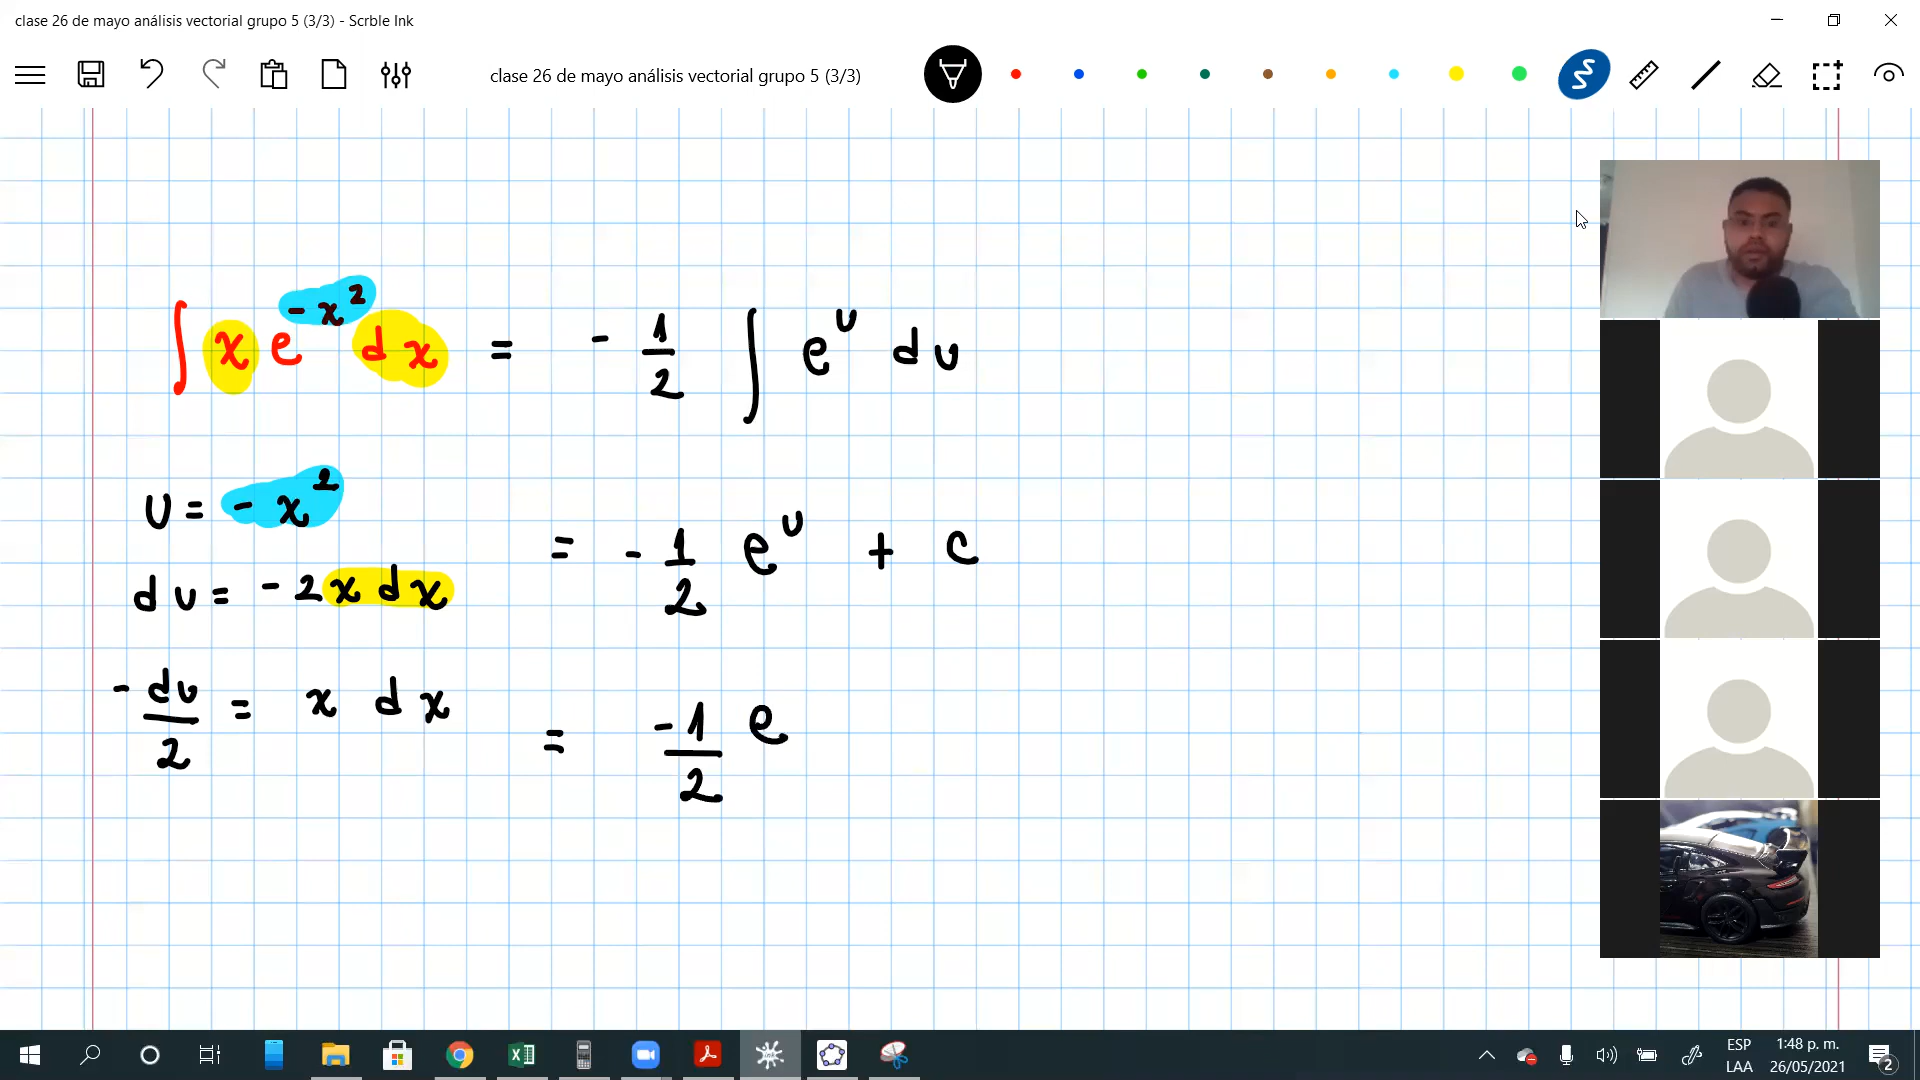 clase 26 de mayo análisis vectorial grupo 5 (3/3) - Scrble Ink
clase 26 de mayo análisis vectorial grupo 5 (3/3)
∫ x e^{-x^2} dx = - 1/2 ∫ e^u du
u = -x^2
= - 1/2 e^u + c
du = -2x dx
- du/2 = x dx
= -1/2 e
ESP
LAA
1:48 p. m.
26/05/2021
2